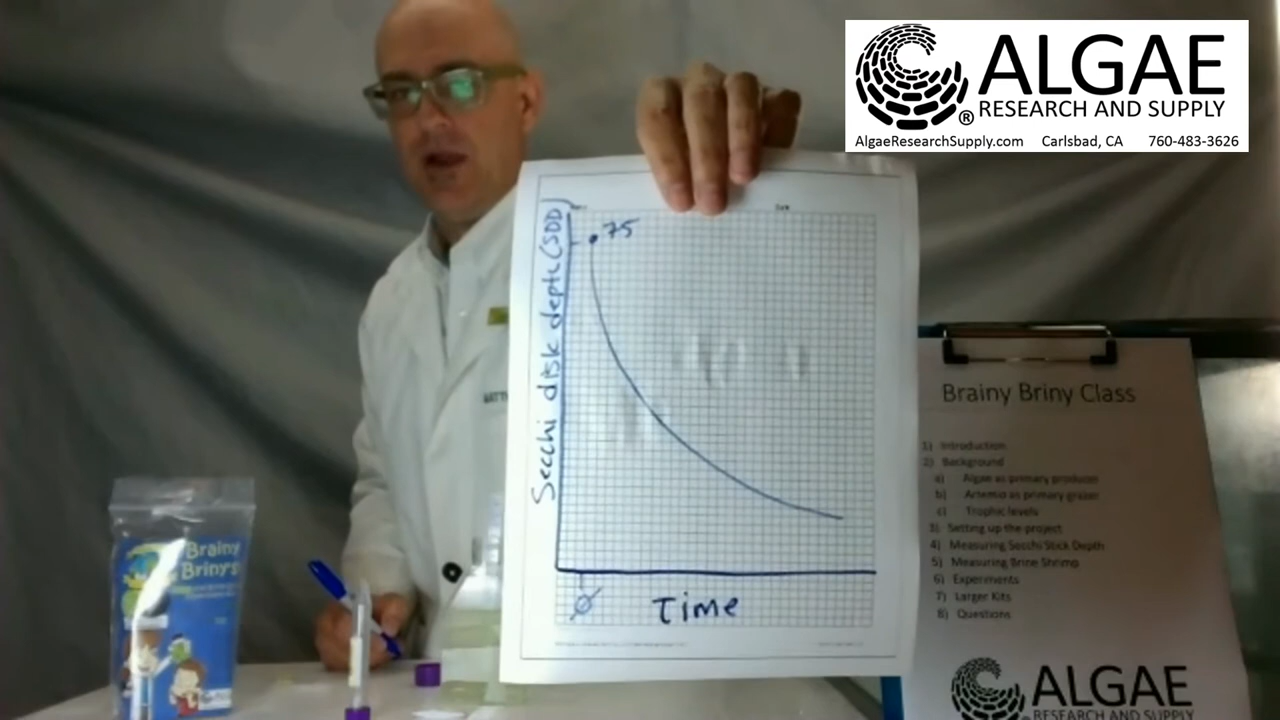 ALGAE
RESEARCH AND SUPPLY
®
AlgaeResearchSupply.com Carlsbad, CA 760-483-3626
Secchi disk depth (SDD)
75
Ø
Time
Brainy
Briny's
Brainy Briny Class
1) Introduction
2) Background
a) Algae as primary producer
b) Artemia as primary grazer
c) Trophic levels
3) Setting up the project
4) Measuring Secchi Stick Depth
5) Measuring Brine Shrimp
6) Experiments
7) Larger Kits
8) Questions
ALGAE
RESEARCH AND SUPPLY